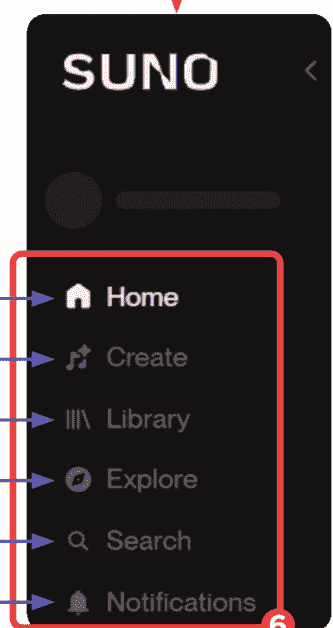 SUNO
Home
Create
Library
Explore
Search
Notifications
6